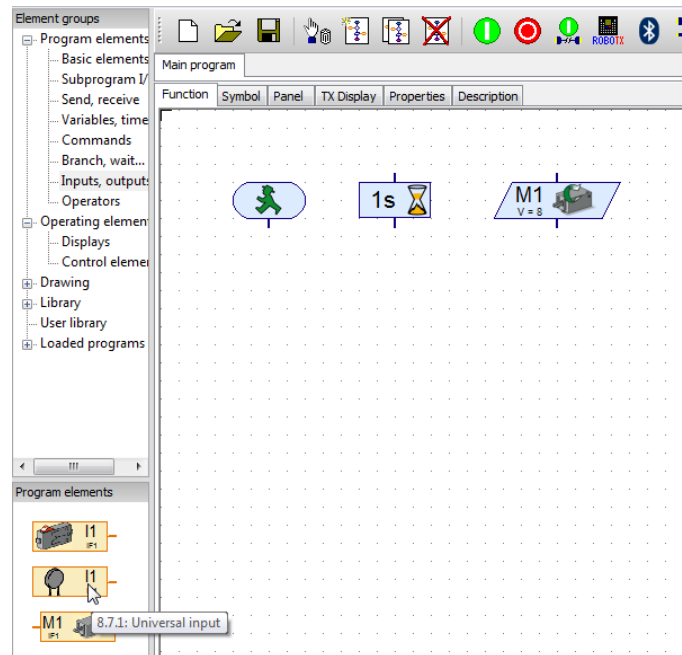 Element groups
Program elements
Basic elements
Subprogram I/
Send, receive
Variables, time
Commands
Branch, wait...
Inputs, outputs
Operators
Operating elemen
Displays
Control elemen
Drawing
Library
User library
Loaded programs
ROBOTX
Main program
Function
Symbol
Panel
TX Display
Properties
Description
1s
M1
V = 8
Program elements
I1
IF1
I1
M1
IF1
8.7.1: Universal input